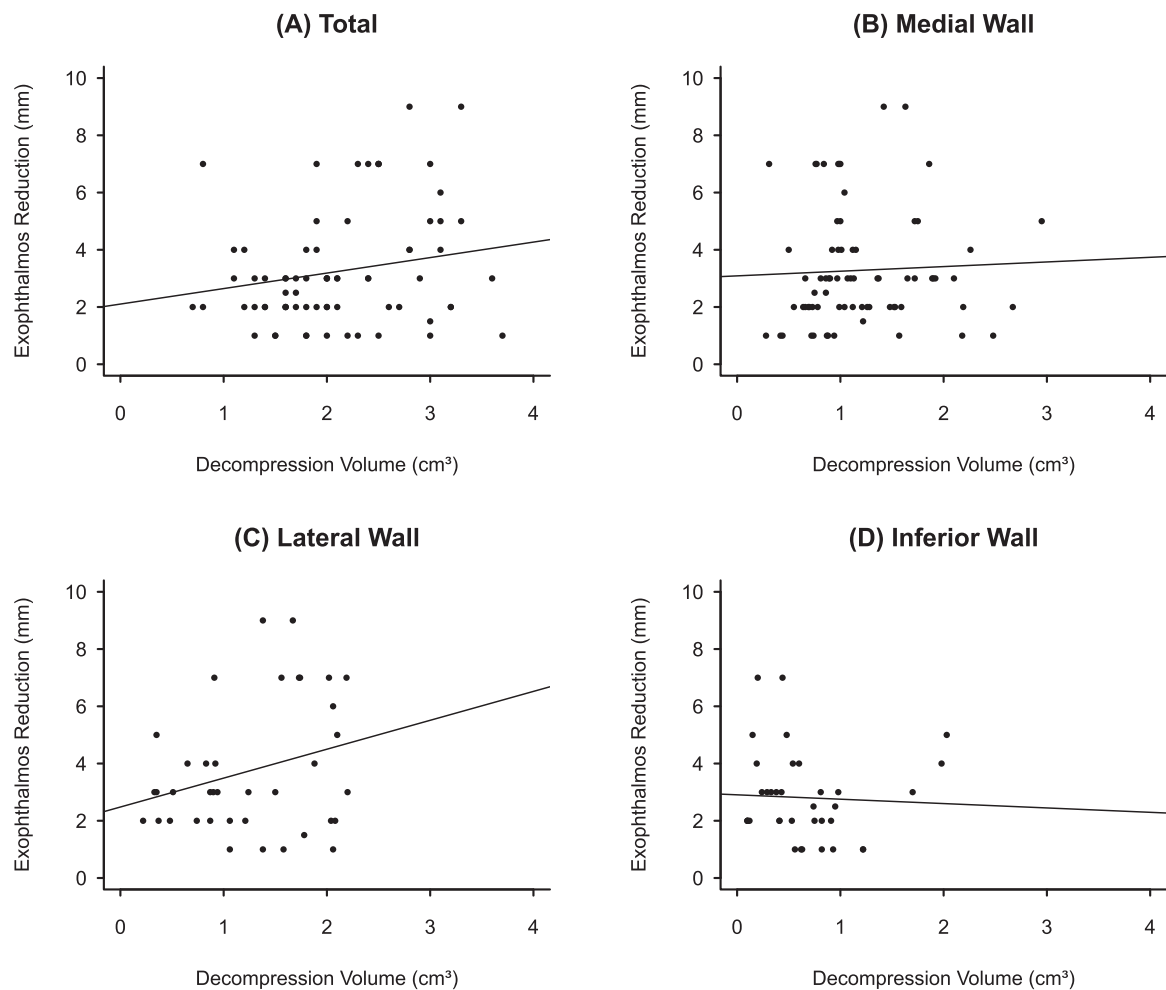 (A) Total
Exophthalmos Reduction (mm)
10
8
6
4
2
0
0 1 2 3 4
Decompression Volume (cm³)
(B) Medial Wall
Exophthalmos Reduction (mm)
10
8
6
4
2
0
0 1 2 3 4
Decompression Volume (cm³)
(C) Lateral Wall
Exophthalmos Reduction (mm)
10
8
6
4
2
0
0 1 2 3 4
Decompression Volume (cm³)
(D) Inferior Wall
Exophthalmos Reduction (mm)
10
8
6
4
2
0
0 1 2 3 4
Decompression Volume (cm³)